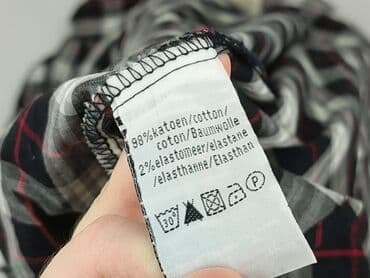 98%katoen/cotton/
coton/Baumwolle
2%elastomeer/elastane
/elasthanne/Elasthan
30°
P